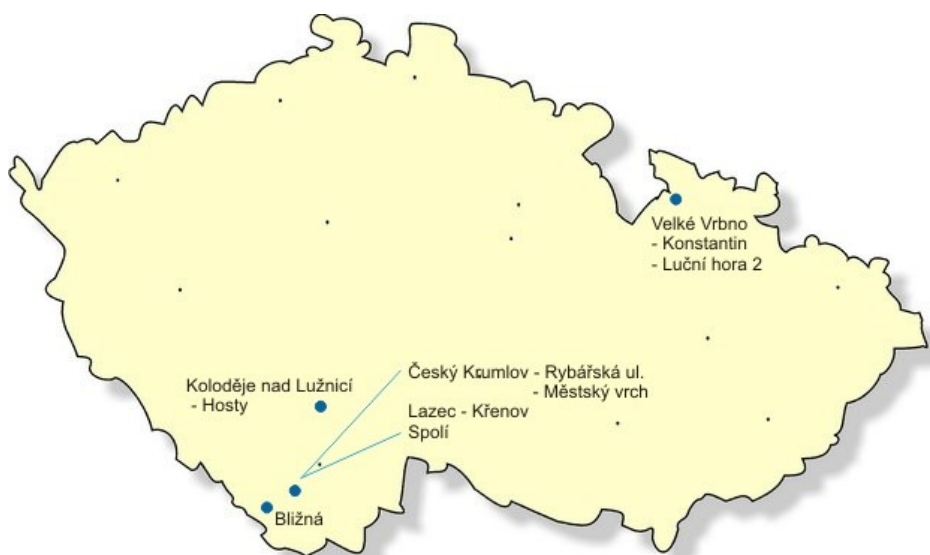 Velké Vrbno
- Konstantin
- Luční hora 2
Koloděje nad Lužnicí
- Hosty
Český Krumlov - Rybářská ul.
- Městský vrch
Lazec - Křenov
Spolí
Bližná